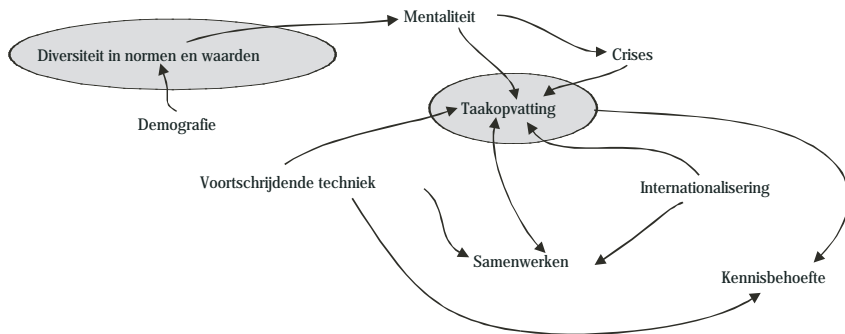 Mentaliteit
Diversiteit in normen en waarden
Crises
Taakopvatting
Demografie
Voortschrijdende techniek
Internationalisering
Samenwerken
Kennisbehoefte